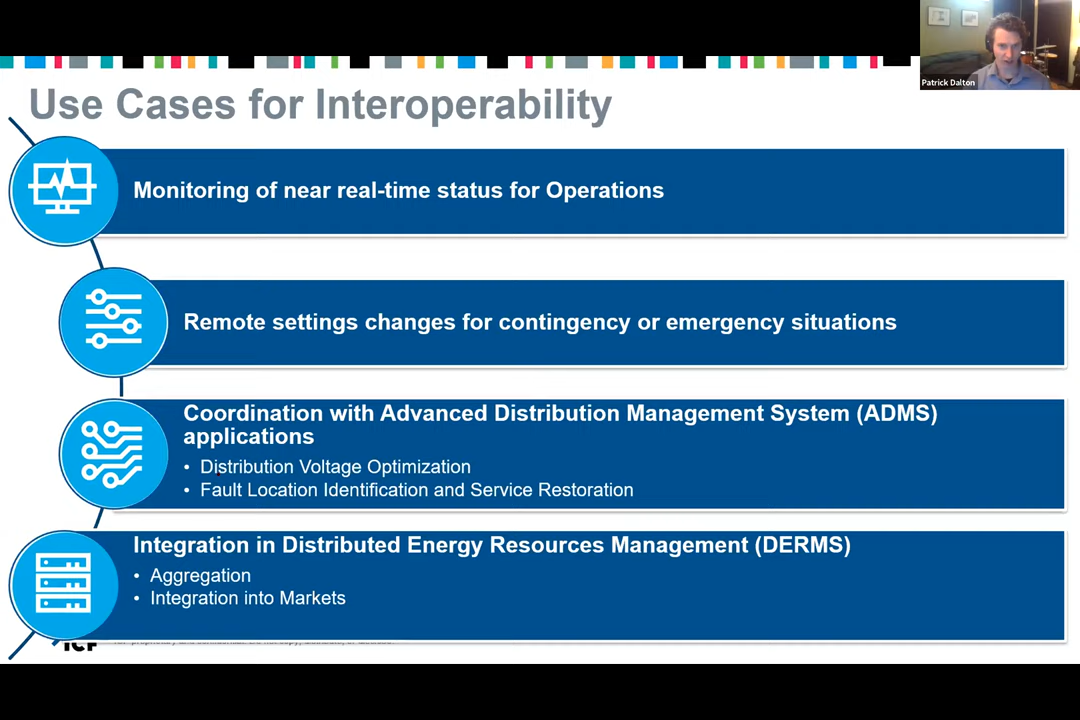 Patrick Dalton
Use Cases for Interoperability
Monitoring of near real-time status for Operations
Remote settings changes for contingency or emergency situations
Coordination with Advanced Distribution Management System (ADMS)
applications
• Distribution Voltage Optimization
• Fault Location Identification and Service Restoration
Integration in Distributed Energy Resources Management (DERMS)
• Aggregation
• Integration into Markets